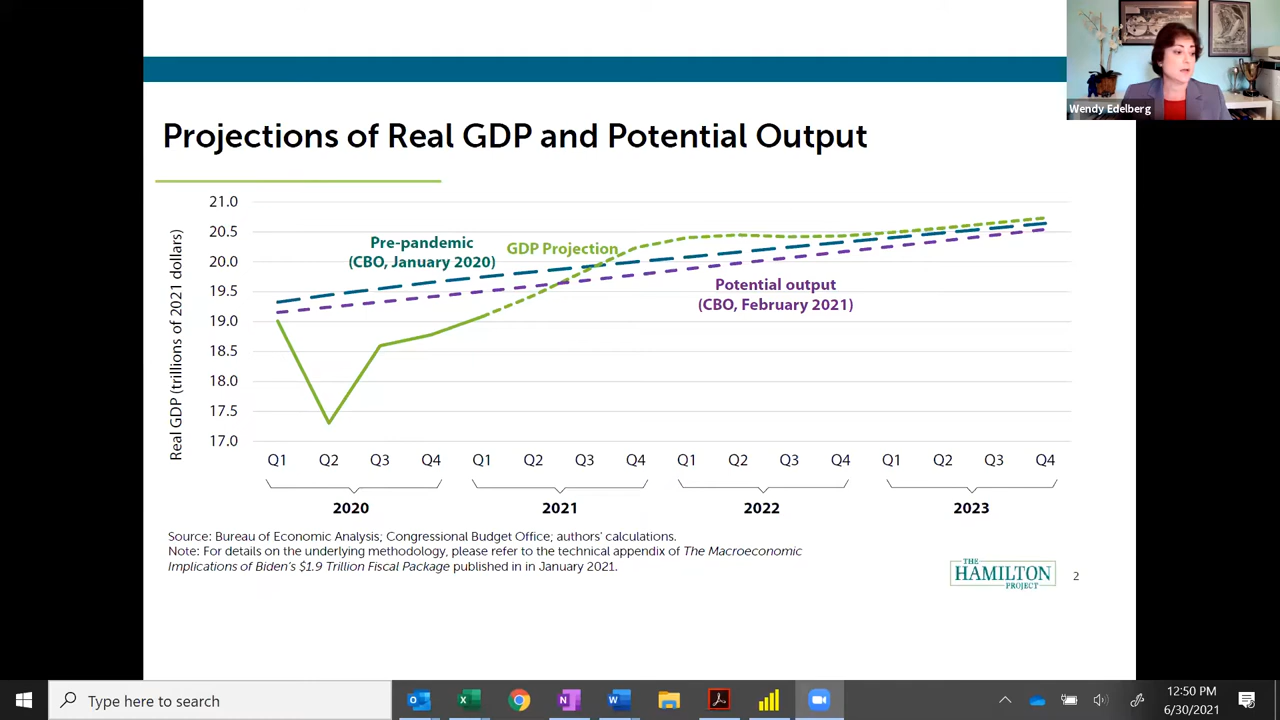 Wendy Edelberg
Projections of Real GDP and Potential Output
Real GDP (trillions of 2021 dollars)
21.0
20.5
20.0
19.5
19.0
18.5
18.0
17.5
17.0
Pre-pandemic
(CBO, January 2020)
GDP Projection
Potential output
(CBO, February 2021)
Q1 Q2 Q3 Q4 Q1 Q2 Q3 Q4 Q1 Q2 Q3 Q4 Q1 Q2 Q3 Q4
2020 2021 2022 2023
Source: Bureau of Economic Analysis; Congressional Budget Office; authors' calculations.
Note: For details on the underlying methodology, please refer to the technical appendix of The Macroeconomic
Implications of Biten's $1.9 Trillion Fiscal Package published in in January 2021.
THE
HAMILTON
PROJECT
2
Type here to search
12:50 PM
6/30/2021